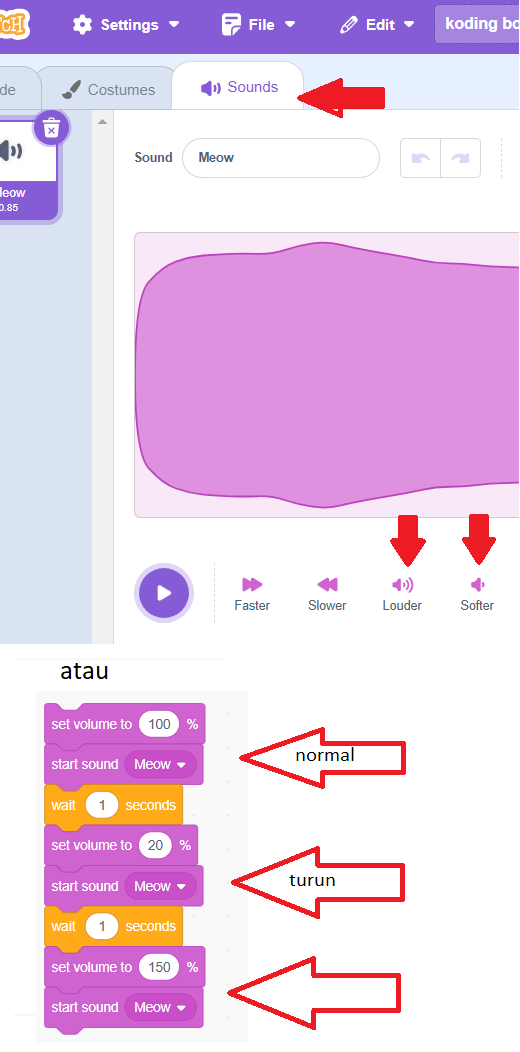 TCH Settings File Edit koding bo
de Costumes Sounds
Sound Meow
leow
0.85
Faster Slower Louder Softer
atau
set volume to 100 %
start sound Meow
normal
wait 1 seconds
set volume to 20 %
start sound Meow
turun
wait 1 seconds
set volume to 150 %
start sound Meow